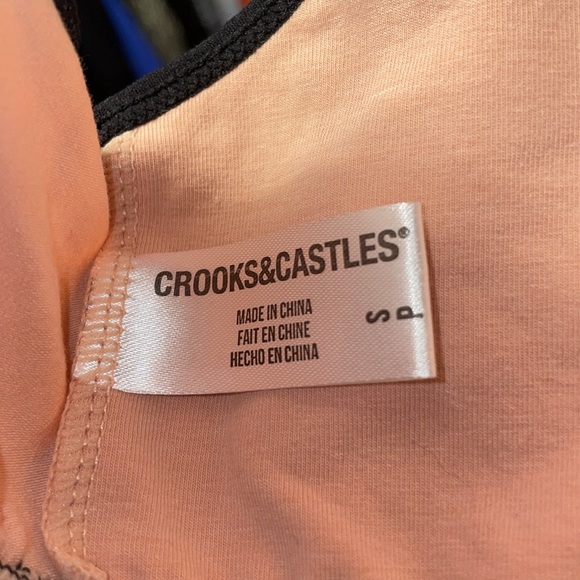 CROOKS&CASTLES®
MADE IN CHINA
FAIT EN CHINE
HECHO EN CHINA
S
P